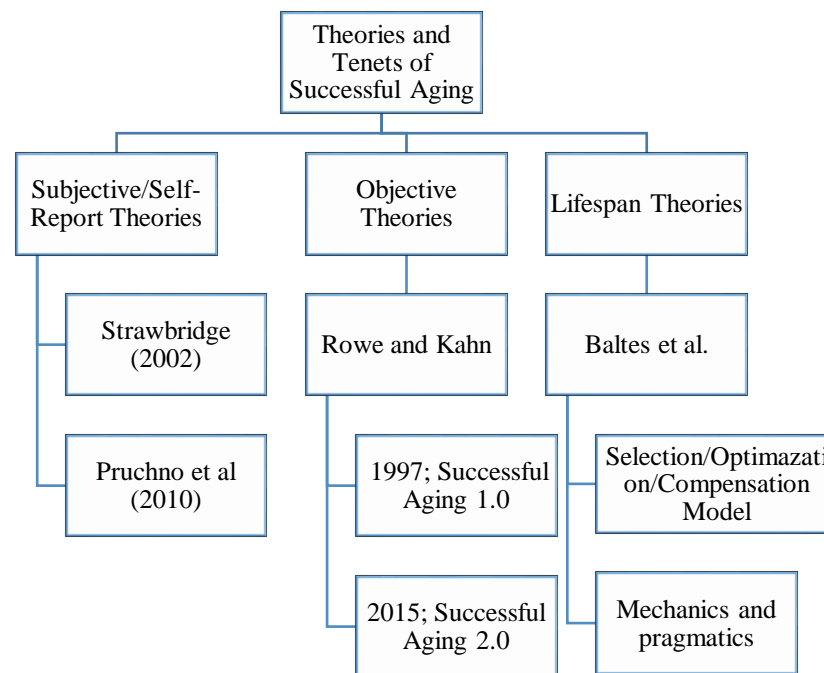 Theories and
Tenets of
Successful Aging
Subjective/Self-
Report Theories
Objective
Theories
Lifespan Theories
Strawbridge
(2002)
Rowe and Kahn
Baltes et al.
Pruchno et al
(2010)
1997; Successful
Aging 1.0
Selection/Optimazati
on/Compensation
Model
2015; Successful
Aging 2.0
Mechanics and
pragmatics